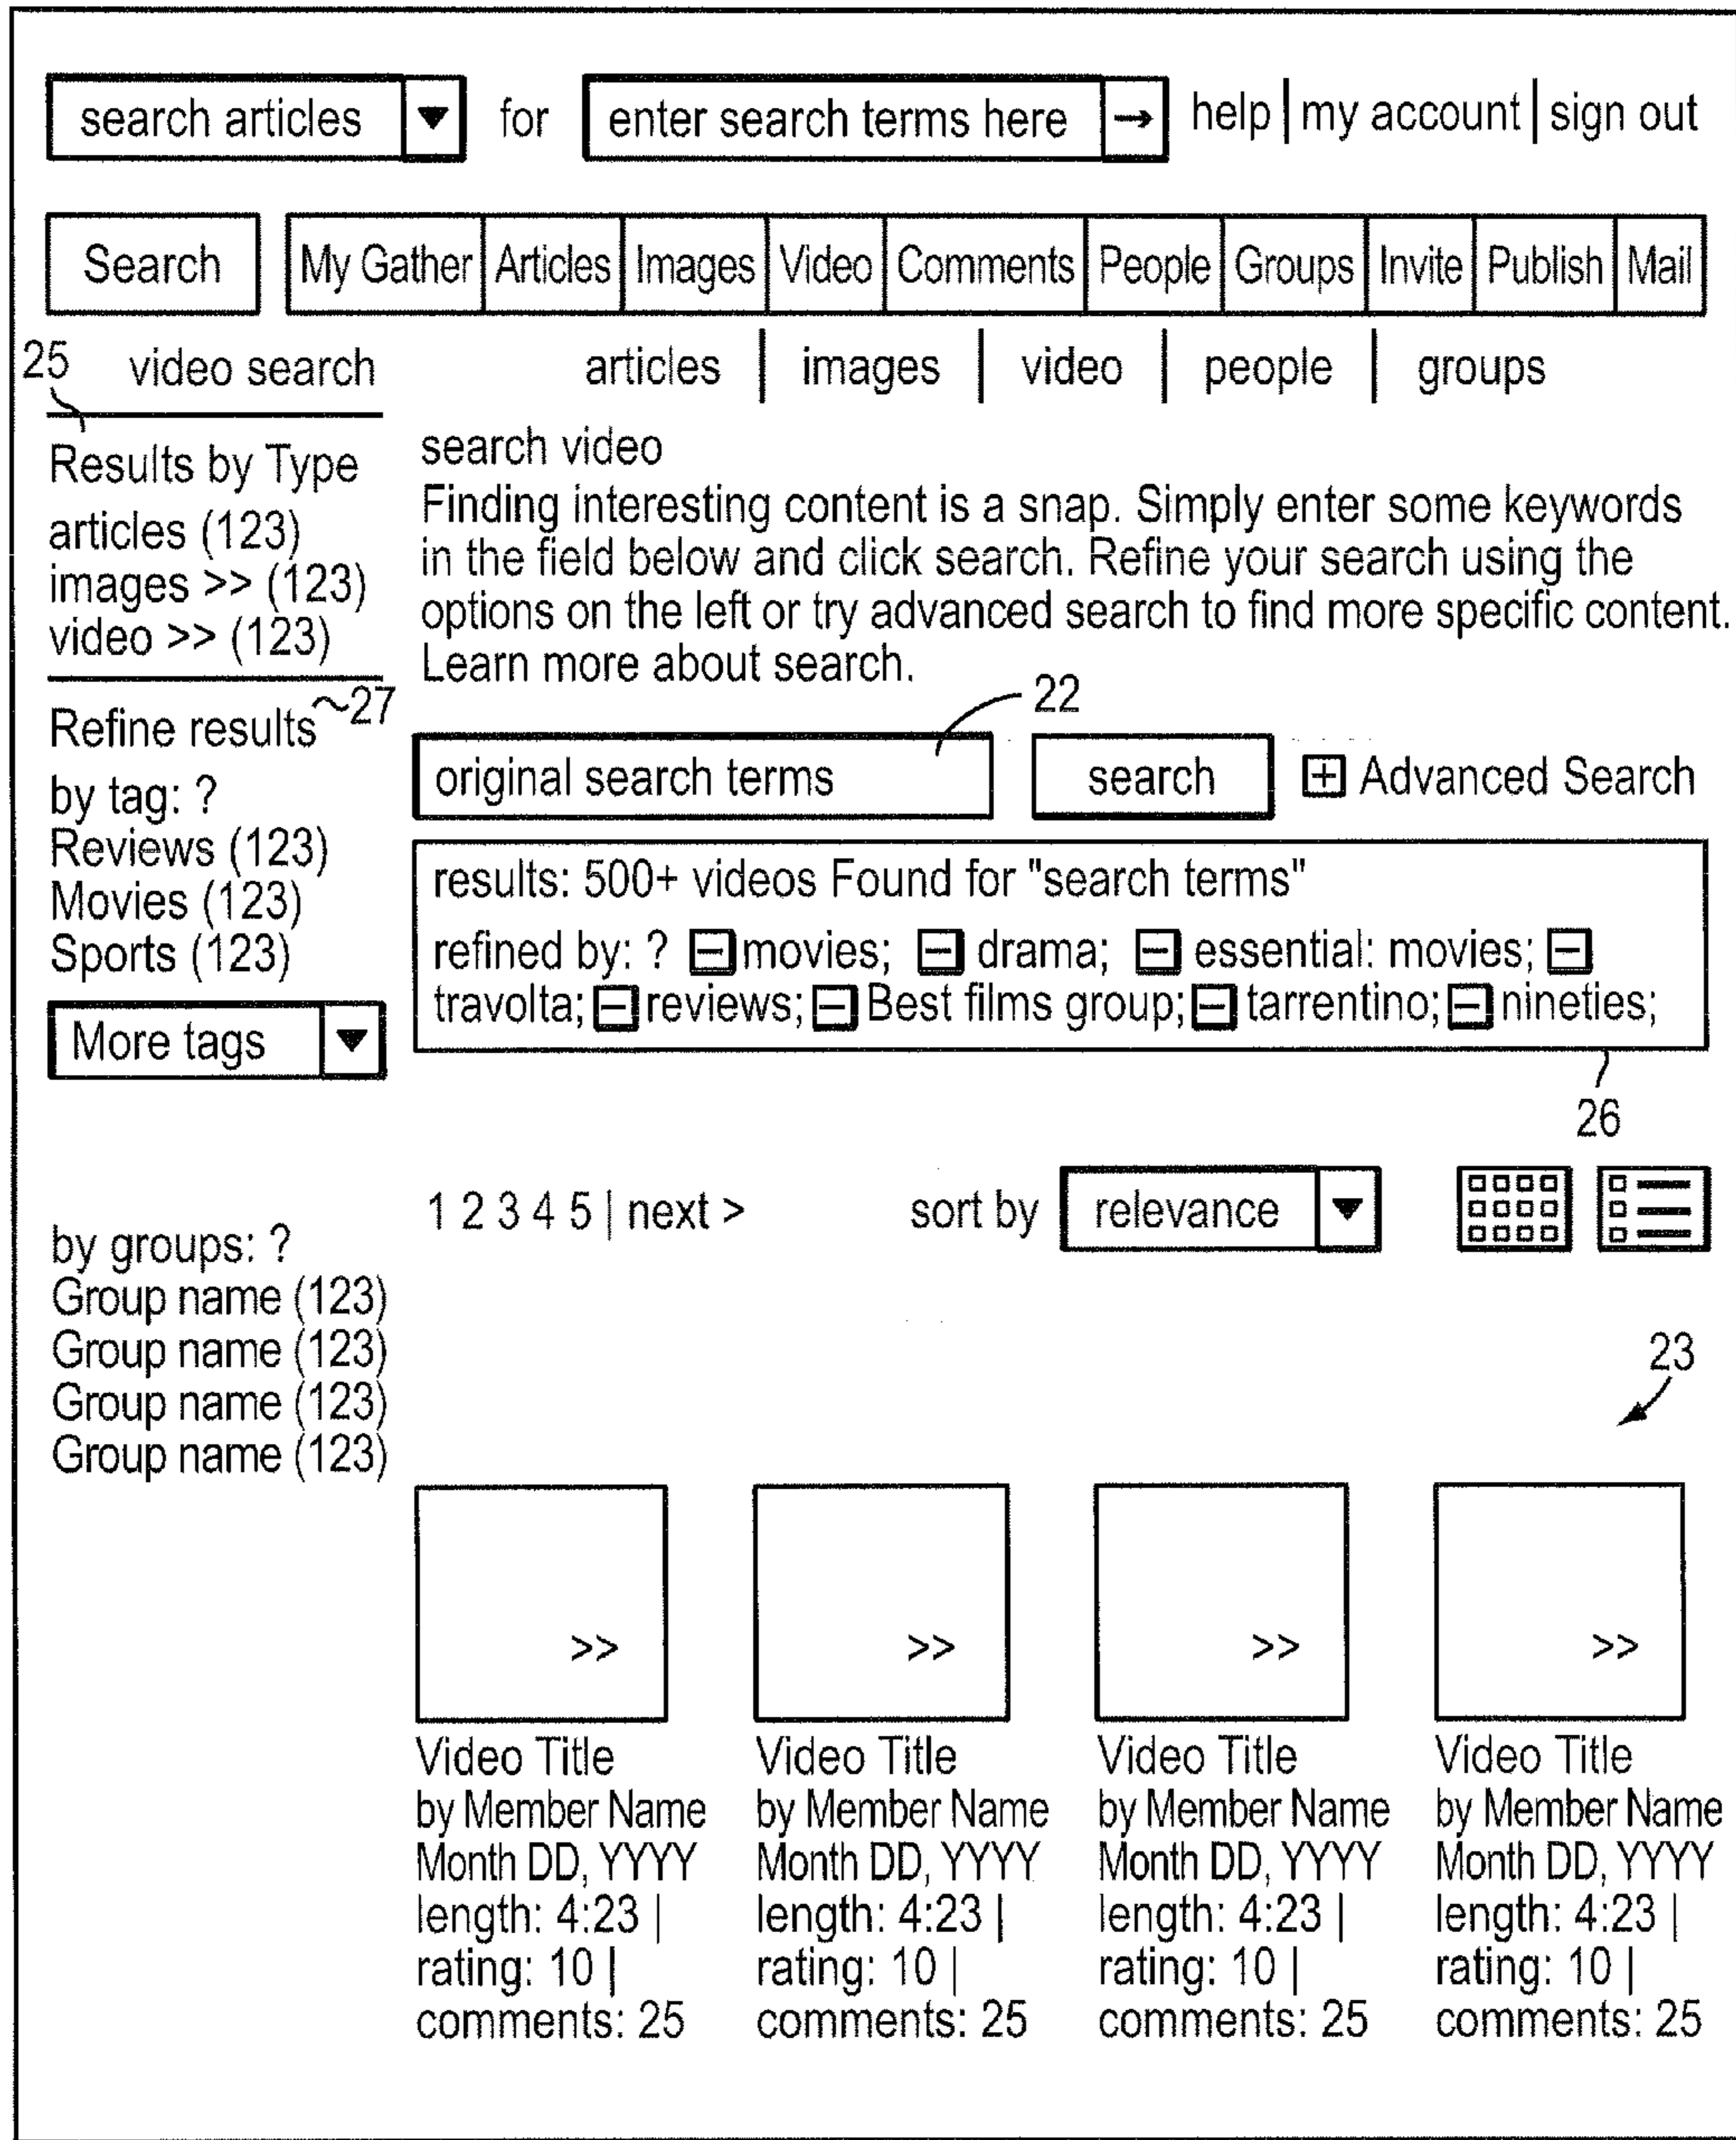 search articles ▼ for enter search terms here → help | my account | sign out
Search My Gather Articles Images Video Comments People Groups Invite Publish Mail
25 video search articles | images | video | people | groups
Results by Type
articles (123)
images >> (123)
video >> (123)
search video
Finding interesting content is a snap. Simply enter some keywords
in the field below and click search. Refine your search using the
options on the left or try advanced search to find more specific content.
Learn more about search.
Refine results 27
by tag: ?
Reviews (123)
Movies (123)
Sports (123)
More tags ▼
22
original search terms search + Advanced Search
results: 500+ videos Found for "search terms"
refined by: ? − movies; − drama; − essential: movies; −
travolta; − reviews; − Best films group; − tarrentino; − nineties;
26
1 2 3 4 5 | next > sort by relevance ▼
by groups: ?
Group name (123)
Group name (123)
Group name (123)
Group name (123)
23
>> >> >> >>
Video Title Video Title Video Title Video Title
by Member Name by Member Name by Member Name by Member Name
Month DD, YYYY Month DD, YYYY Month DD, YYYY Month DD, YYYY
length: 4:23 | length: 4:23 | length: 4:23 | length: 4:23 |
rating: 10 | rating: 10 | rating: 10 | rating: 10 |
comments: 25 comments: 25 comments: 25 comments: 25